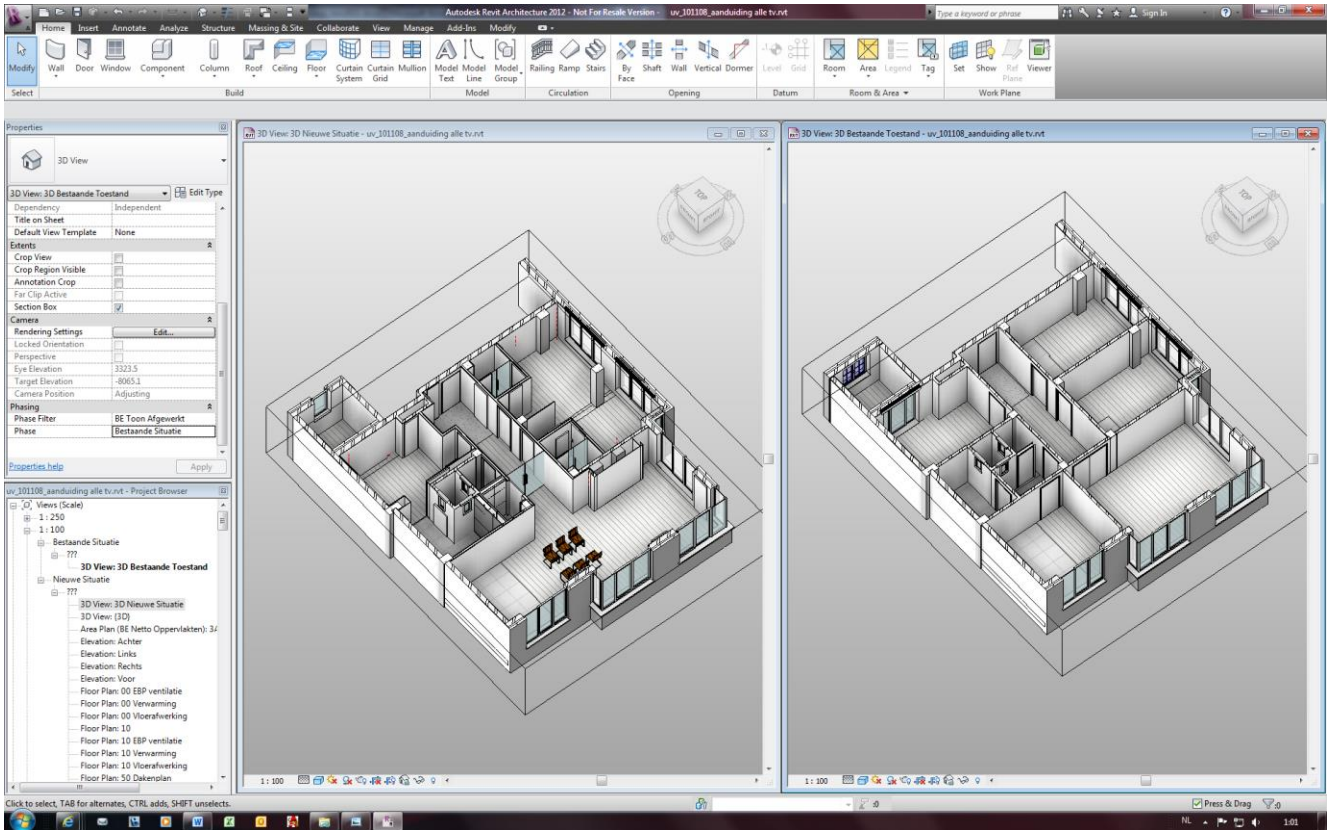 Autodesk Revit Architecture 2012 - Not For Resale Version - uv_101108_aanduiding alle tv.rvt
Type a keyword or phrase
Sign In
Home Insert Annotate Analyze Structure Massing & Site Collaborate View Manage Add-Ins Modify
Modify Wall Door Window Component Column Roof Ceiling Floor Curtain System Curtain Grid Mullion Model Text Model Line Model Group Railing Ramp Stairs By Face Shaft Wall Vertical Dormer Level Grid Room Area Legend Tag Set Show Ref Plane Viewer
Select Build Model Circulation Opening Datum Room & Area Work Plane
Properties
3D View
3D View: 3D Bestaande Toestand Edit Type
Dependency Independent
Title on Sheet
Default View Template None
Extents
Crop View
Crop Region Visible
Annotation Crop
Far Clip Active
Section Box
Camera
Rendering Settings Edit...
Locked Orientation
Perspective
Eye Elevation 3323.5
Target Elevation -8065.1
Camera Position Adjusting
Phasing
Phase Filter BE Toon Afgewerkt
Phase Bestaande Situatie
Properties help Apply
uv_101108_aanduiding alle tv.rvt - Project Browser
Views (Scale)
1 : 250
1 : 100
Bestaande Situatie
???
3D View: 3D Bestaande Toestand
Nieuwe Situatie
???
3D View: 3D Nieuwe Situatie
3D View: {3D}
Area Plan (BE Netto Oppervlakten): 3A
Elevation: Achter
Elevation: Links
Elevation: Rechts
Elevation: Voor
Floor Plan: 00 EBP ventilatie
Floor Plan: 00 Verwarming
Floor Plan: 00 Vloerafwerking
Floor Plan: 10
Floor Plan: 10 EBP ventilatie
Floor Plan: 10 Verwarming
Floor Plan: 10 Vloerafwerking
Floor Plan: 50 Dakenplan
3D View: 3D Nieuwe Situatie - uv_101108_aanduiding alle tv.rvt
TOP
1 : 100
3D View: 3D Bestaande Toestand - uv_101108_aanduiding alle tv.rvt
TOP
1 : 100
Click to select, TAB for alternates, CTRL adds, SHIFT unselects.
:0
Press & Drag
:0
NL
1:01